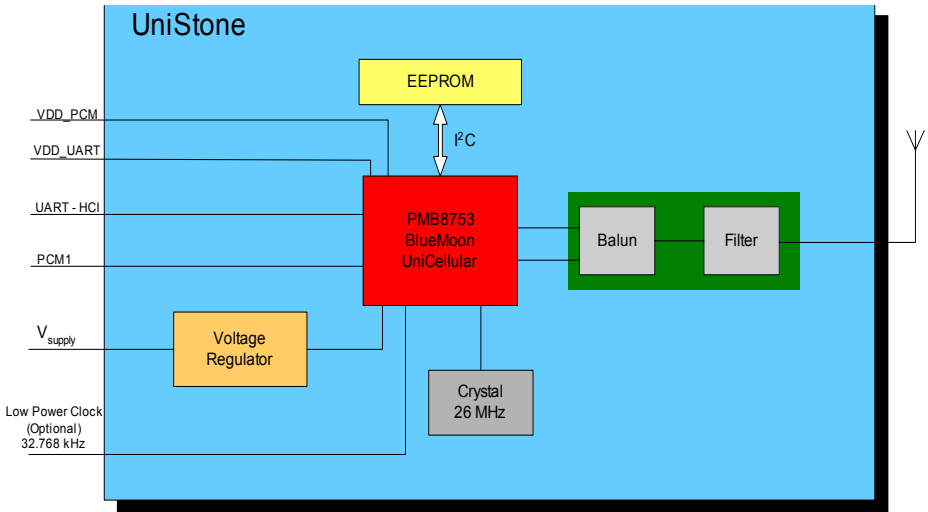 UniStone
EEPROM
I²C
VDD_PCM
VDD_UART
UART - HCI
PCM1
PMB8753
BlueMoon
UniCellular
Balun
Filter
Vsupply
Voltage
Regulator
Crystal
26 MHz
Low Power Clock
(Optional)
32.768 kHz